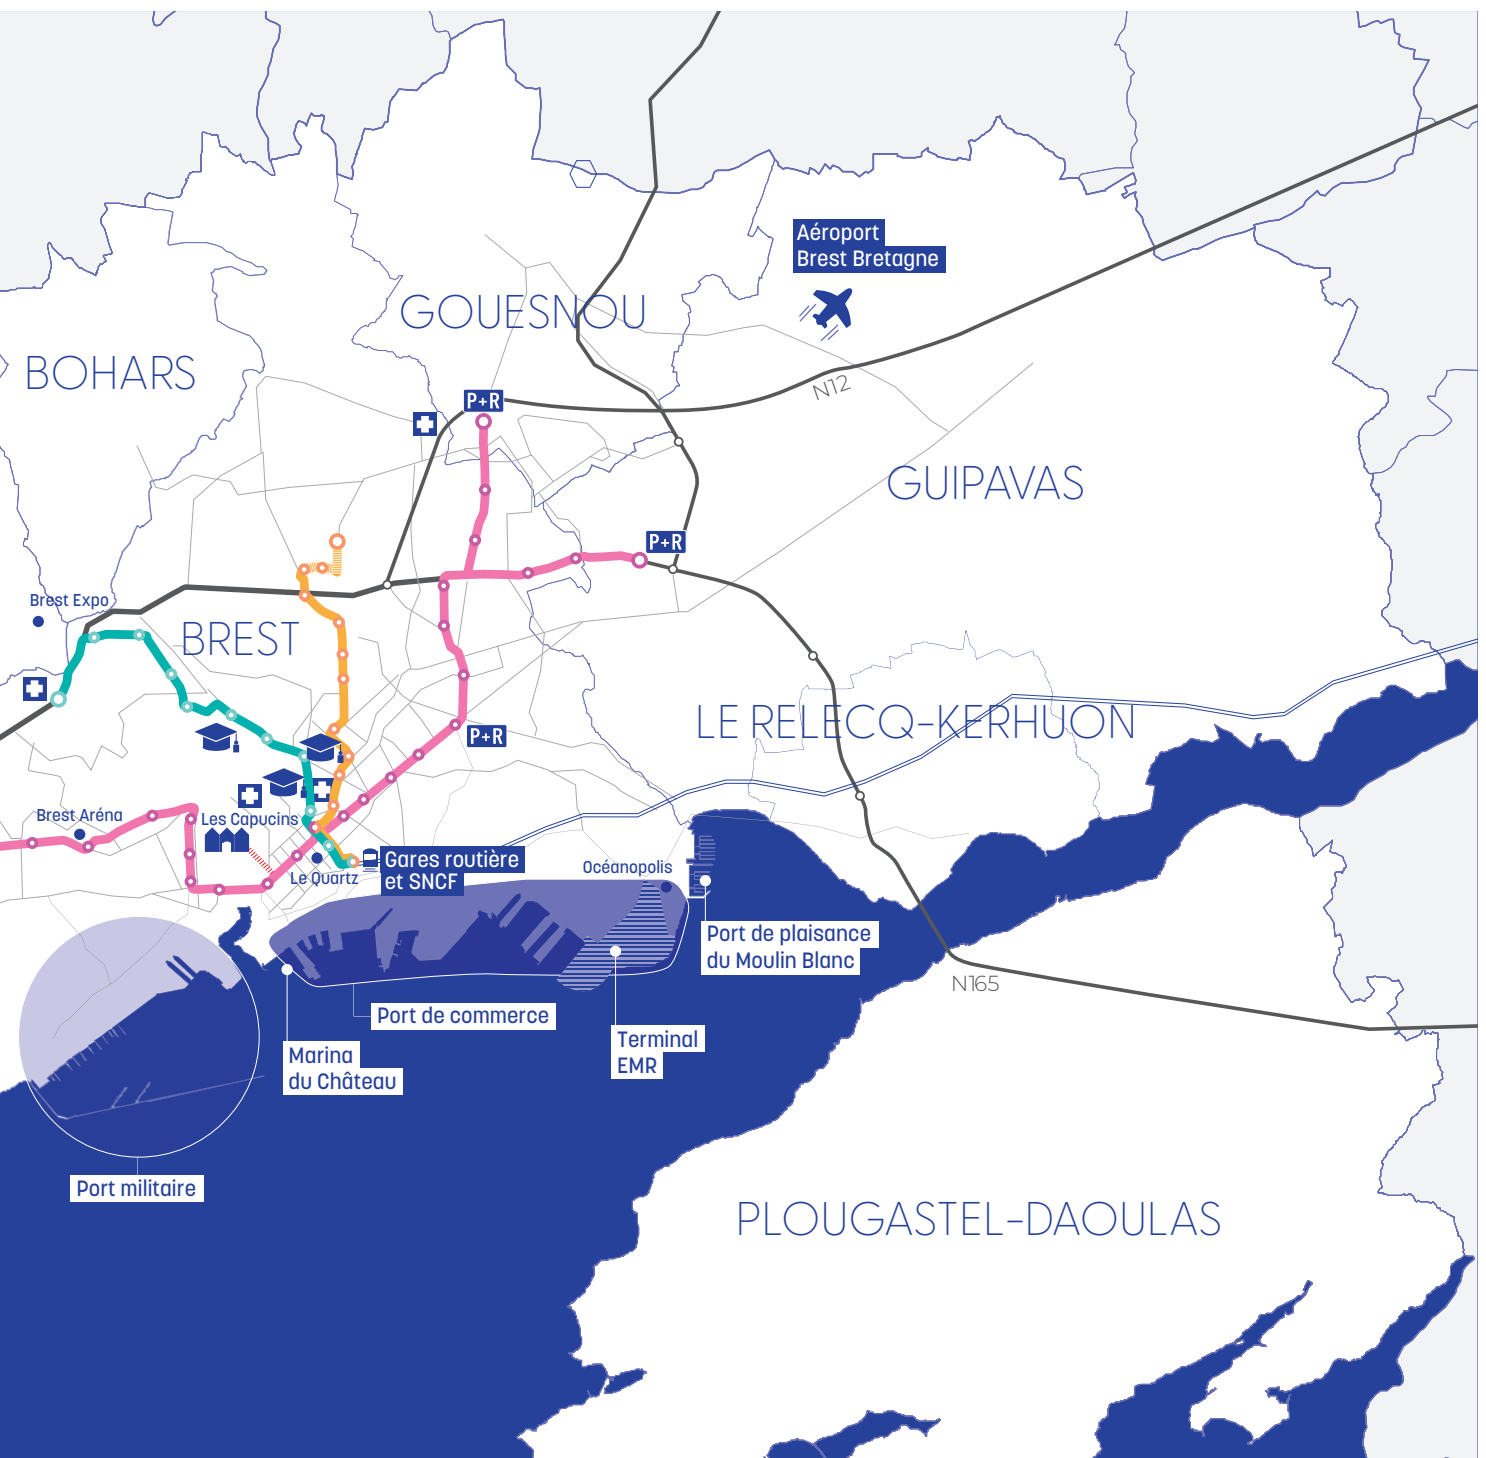 Aéroport
Brest Bretagne
GOUESNOU
BOHARS
N12
P+R
GUIPAVAS
P+R
Brest Expo
BREST
LE RELECQ-KERHUON
P+R
Brest Aréna
Les Capucins
Gares routière
et SNCF
Le Quartz
Océanopolis
Port de plaisance
du Moulin Blanc
N165
Port de commerce
Terminal
EMR
Marina
du Château
Port militaire
PLOUGASTEL-DAOULAS